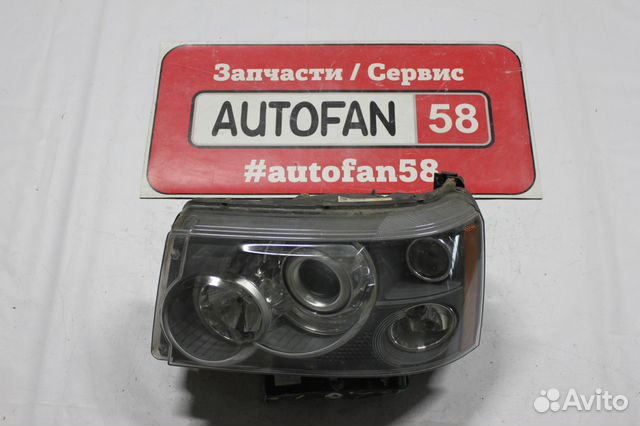 Запчасти / Сервис
AUTOFAN 58
#autofan58
Avito